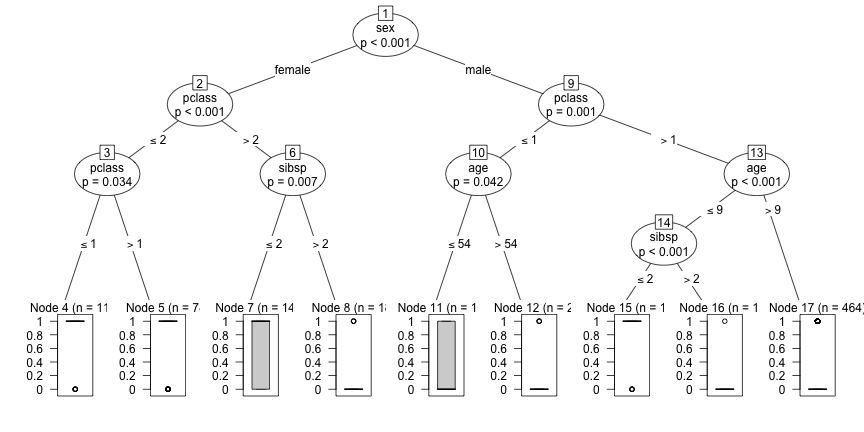 1
sex
p < 0.001
female
male
2
pclass
p < 0.001
9
pclass
p = 0.001
≤ 2
> 2
≤ 1
> 1
3
pclass
p = 0.034
6
sibsp
p = 0.007
10
age
p = 0.042
13
age
p < 0.001
≤ 9
> 9
14
sibsp
p < 0.001
≤ 1
> 1
≤ 2
> 2
≤ 54
> 54
≤ 2
> 2
Node 4 (n = 11
Node 5 (n = 7
Node 7 (n = 14
Node 8 (n = 1
Node 11 (n = 1
Node 12 (n = 2
Node 15 (n = 1
Node 16 (n = 1
Node 17 (n = 464)
1 1 1 1 1 1 1 1 1
0.8 0.8 0.8 0.8 0.8 0.8 0.8 0.8 0.8
0.6 0.6 0.6 0.6 0.6 0.6 0.6 0.6 0.6
0.4 0.4 0.4 0.4 0.4 0.4 0.4 0.4 0.4
0.2 0.2 0.2 0.2 0.2 0.2 0.2 0.2 0.2
0 0 0 0 0 0 0 0 0